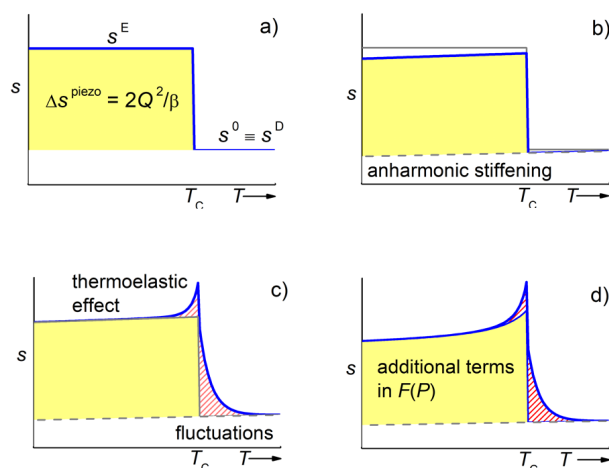 a)
s^E
s
Δs^piezo = 2Q^2/β
s^0 ≡ s^D
T_C T
b)
s
anharmonic stiffening
T_C T
c)
thermoelastic
effect
s
fluctuations
T_C T
d)
s
additional terms
in F(P)
T_C T